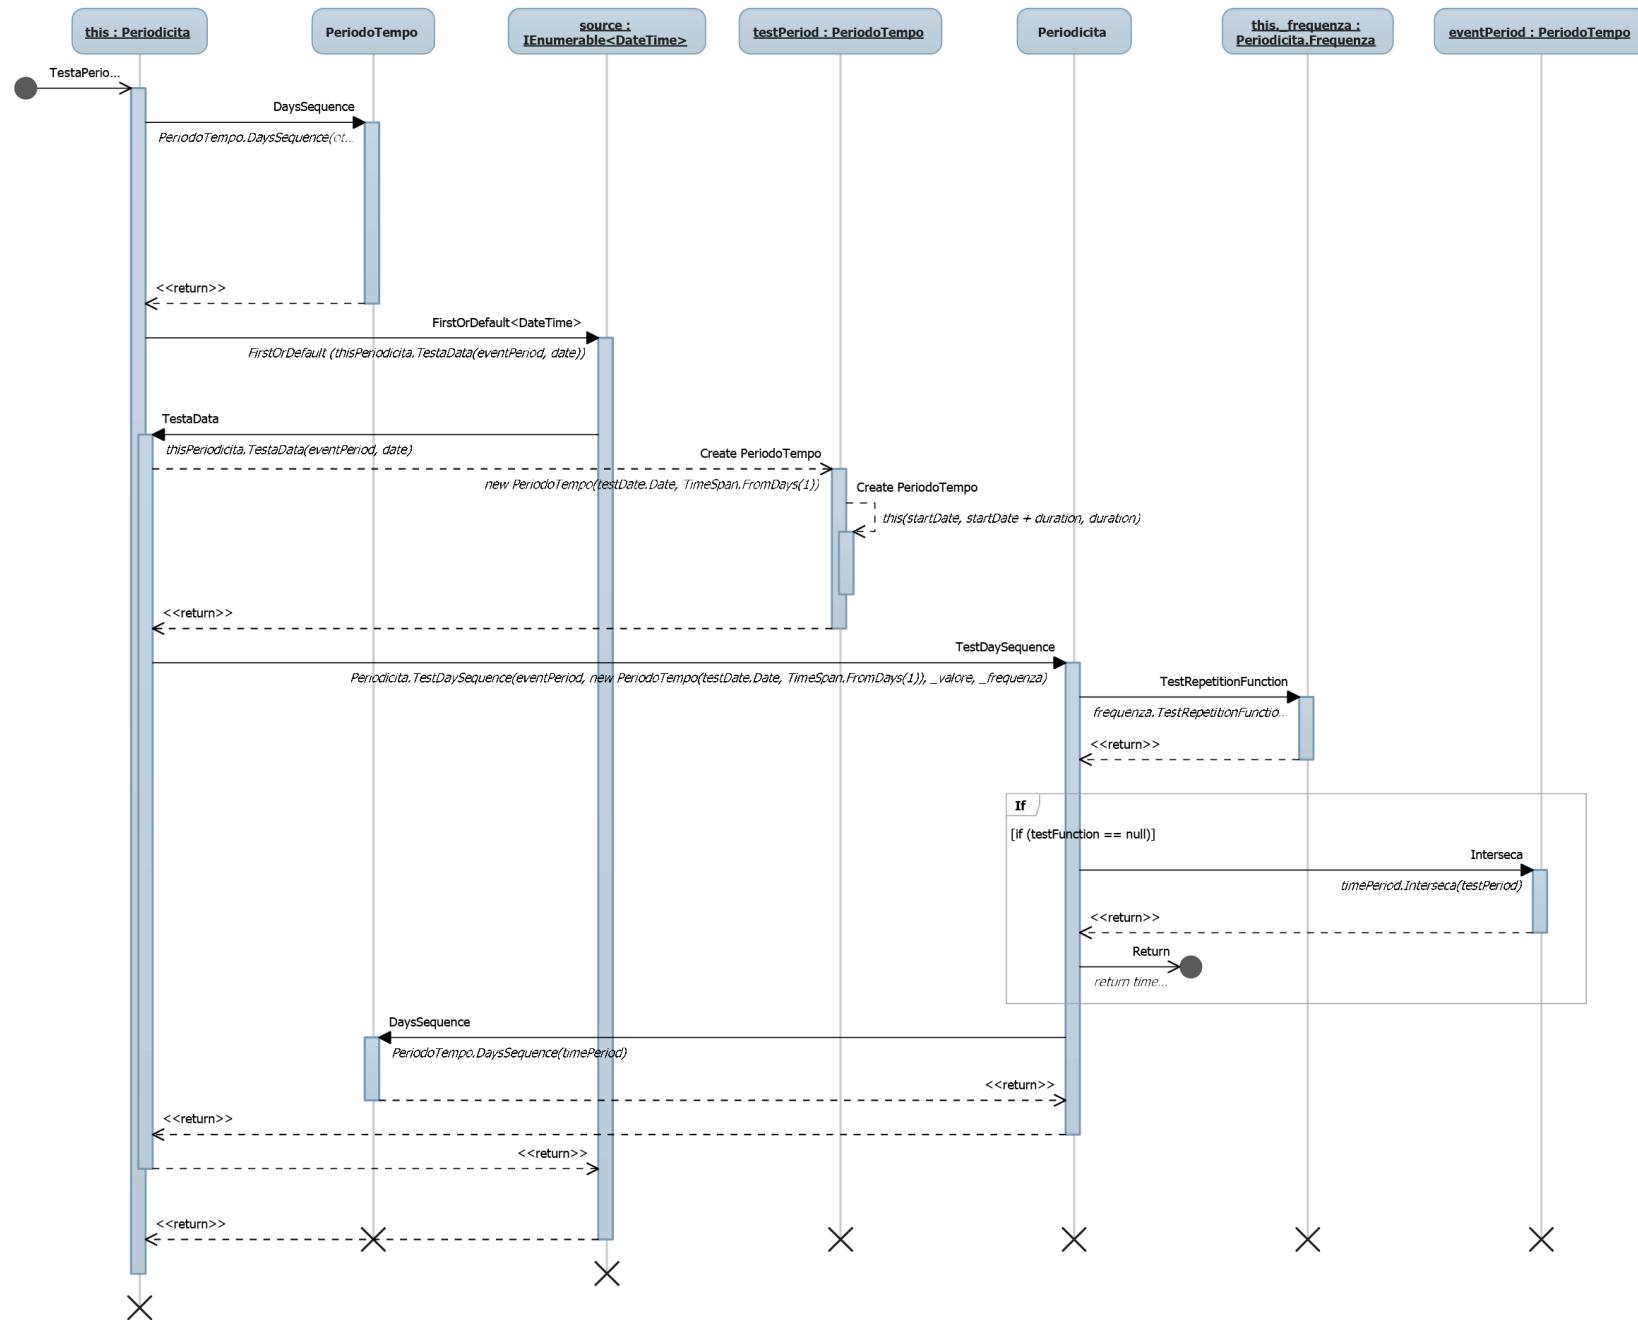 this : Periodicita
PeriodoTempo
source :
IEnumerable<DateTime>
testPeriod : PeriodoTempo
Periodicita
this._frequenza :
Periodicita.Frequenza
eventPeriod : PeriodoTempo
TestaPerio...
DaysSequence
PeriodoTempo.DaysSequence(ot...
<<return>>
FirstOrDefault<DateTime>
FirstOrDefault (thisPeriodicita.TestaData(eventPeriod, date))
TestaData
thisPeriodicita.TestaData(eventPeriod, date)
Create PeriodoTempo
new PeriodoTempo(testDate.Date, TimeSpan.FromDays(1))
Create PeriodoTempo
this(startDate, startDate + duration, duration)
<<return>>
TestDaySequence
Periodicita.TestDaySequence(eventPeriod, new PeriodoTempo(testDate.Date, TimeSpan.FromDays(1)), _valore, _frequenza)
TestRepetitionFunction
frequenza.TestRepetitionFunctio...
<<return>>
If
[if (testFunction == null)]
Interseca
timePeriod.Interseca(testPeriod)
<<return>>
Return
return time...
DaysSequence
PeriodoTempo.DaysSequence(timePeriod)
<<return>>
<<return>>
<<return>>
<<return>>